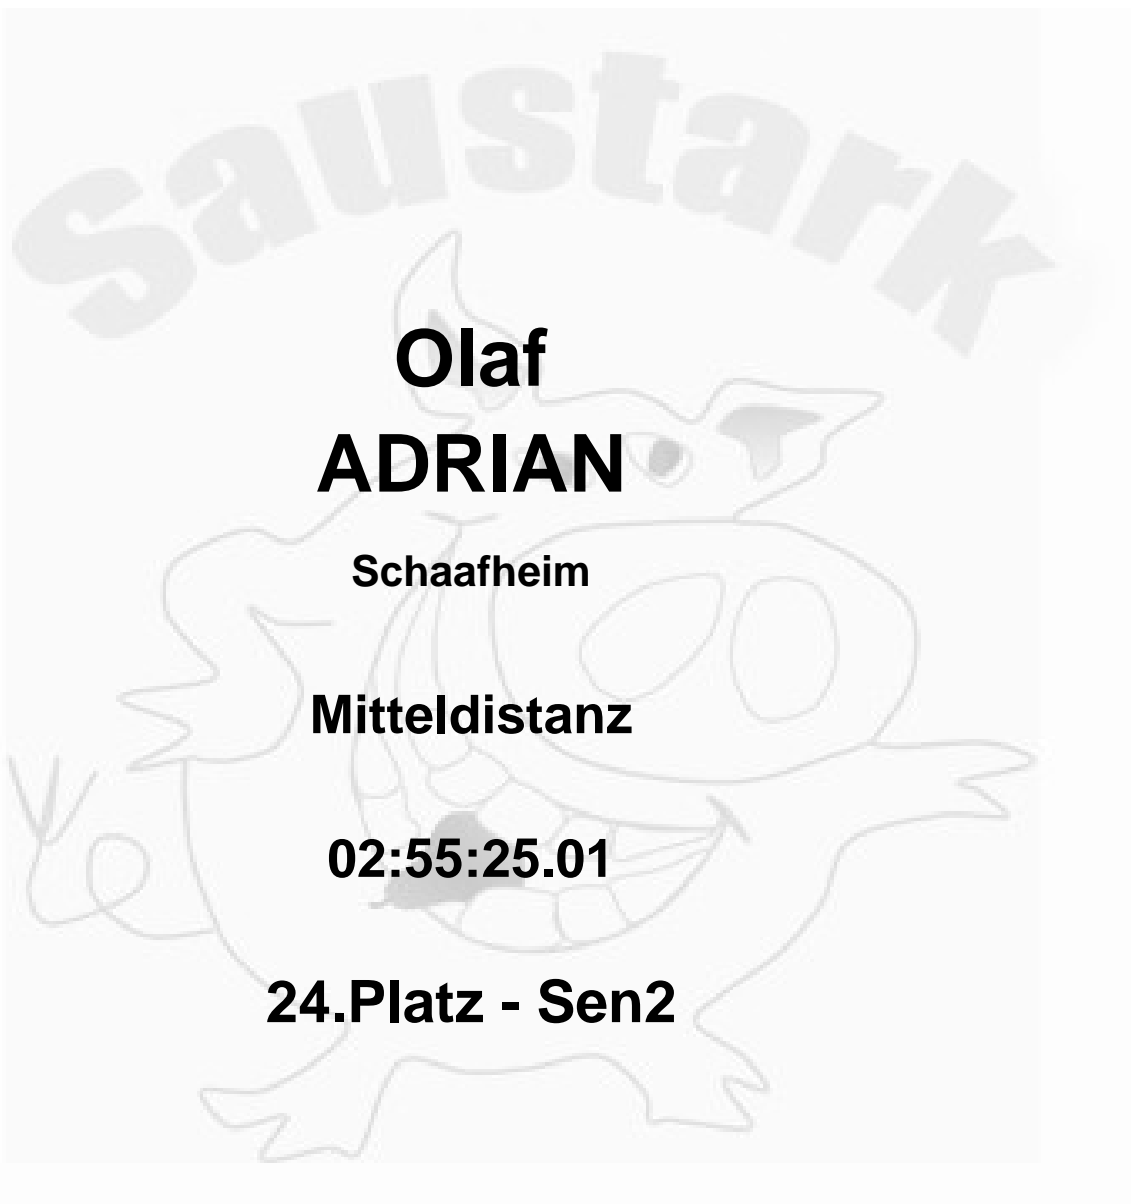 Saustark
Olaf
ADRIAN
Schaafheim
Mitteldistanz
02:55:25.01
24.Platz - Sen2